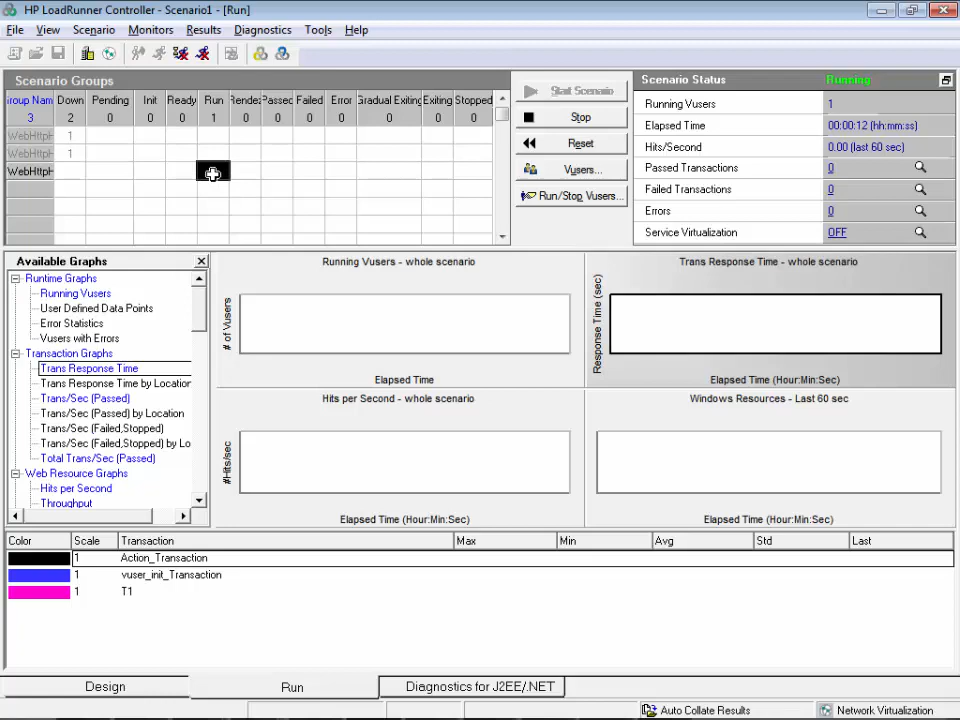 HP LoadRunner Controller - Scenario1 - [Run]
File View Scenario Monitors Results Diagnostics Tools Help
Scenario Groups
Group Name Down Pending Init Ready Run Rendez Passed Failed Error Gradual Exiting Exiting Stopped
3 2 0 0 0 1 0 0 0 0 0 0 0
WebHttpH 1
WebHttpH 1
WebHttpH
Start Scenario
Stop
Reset
Vusers...
Run/Stop Vusers...
Scenario Status Running
Running Vusers 1
Elapsed Time 00:00:12 (hh:mm:ss)
Hits/Second 0.00 (last 60 sec)
Passed Transactions 0
Failed Transactions 0
Errors 0
Service Virtualization OFF
Available Graphs
Runtime Graphs
Running Vusers
User Defined Data Points
Error Statistics
Vusers with Errors
Transaction Graphs
Trans Response Time
Trans Response Time by Location
Trans/Sec (Passed)
Trans/Sec (Passed) by Location
Trans/Sec (Failed,Stopped)
Trans/Sec (Failed,Stopped) by Lo
Total Trans/Sec (Passed)
Web Resource Graphs
Hits per Second
Throughput
Running Vusers - whole scenario
# of Vusers
Elapsed Time
Trans Response Time - whole scenario
Response Time (sec)
Elapsed Time (Hour:Min:Sec)
Hits per Second - whole scenario
#Hits/sec
Elapsed Time (Hour:Min:Sec)
Windows Resources - Last 60 sec
Elapsed Time (Hour:Min:Sec)
Color Scale Transaction Max Min Avg Std Last
1 Action_Transaction
1 vuser_init_Transaction
1 T1
Design Run Diagnostics for J2EE/.NET
Auto Collate Results Network Virtualization